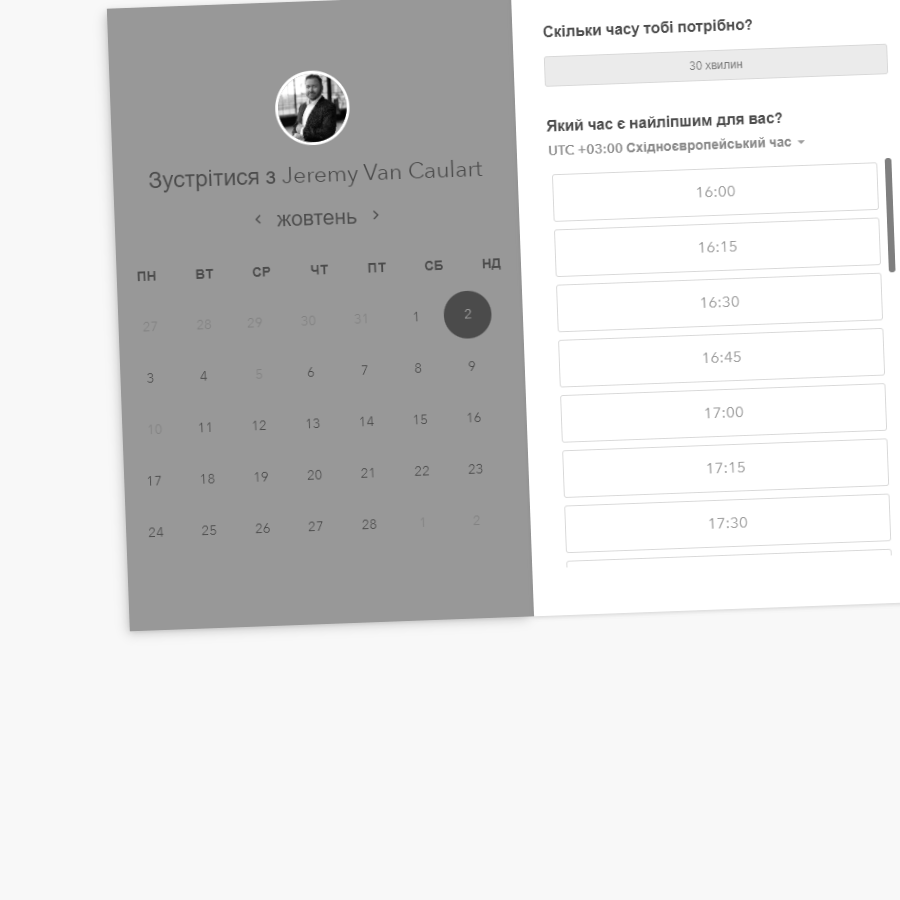 Зустрітися з Jeremy Van Caulart
жовтень
ПН ВТ СР ЧТ ПТ СБ НД
27 28 29 30 31 1 2
3 4 5 6 7 8 9
10 11 12 13 14 15 16
17 18 19 20 21 22 23
24 25 26 27 28 1 2
Скільки часу тобі потрібно?
30 хвилин
Який час є найліпшим для вас?
UTC +03:00 Східноєвропейський час
16:00
16:15
16:30
16:45
17:00
17:15
17:30